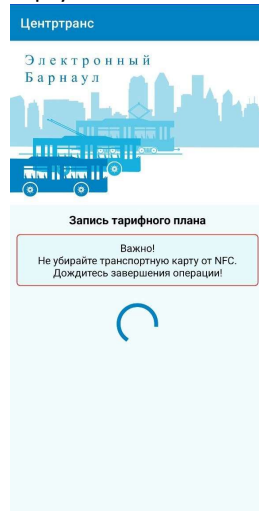 Центртранс
Электронный
Барнаул
Запись тарифного плана
Важно!
Не убирайте транспортную карту от NFC.
Дождитесь завершения операции!